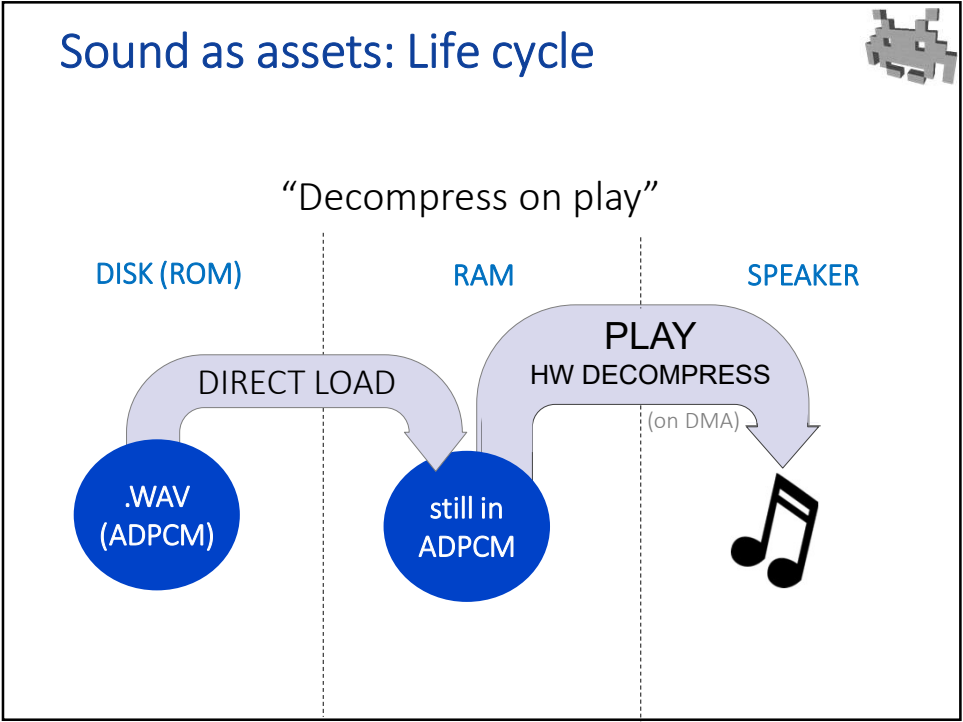 Sound as assets: Life cycle
“Decompress on play”
DISK (ROM)
RAM
SPEAKER
DIRECT LOAD
PLAY
HW DECOMPRESS
(on DMA)
.WAV
(ADPCM)
still in
ADPCM